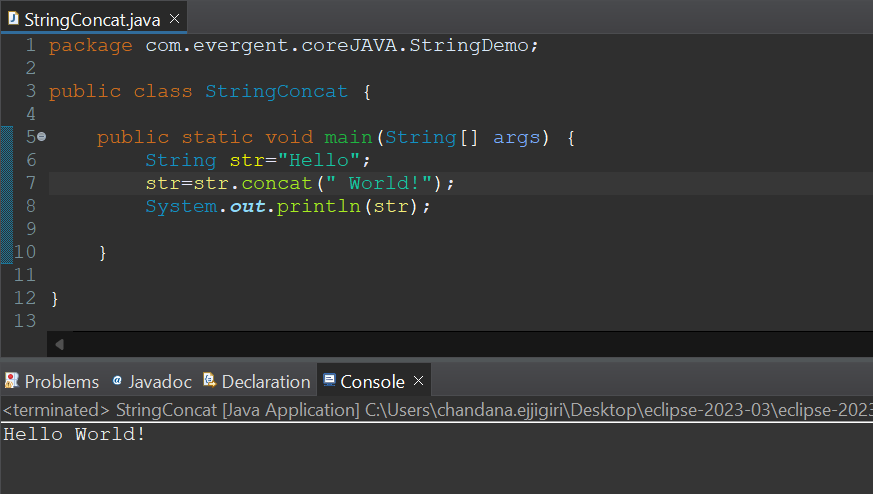 StringConcat.java
1 package com.evergent.coreJAVA.StringDemo;
2
3 public class StringConcat {
4
5     public static void main(String[] args) {
6         String str="Hello";
7         str=str.concat(" World!");
8         System.out.println(str);
9
10     }
11
12 }
13
Problems @ Javadoc Declaration Console
<terminated> StringConcat [Java Application] C:\Users\chandana.ejjigiri\Desktop\eclipse-2023-03\eclipse-2023
Hello World!